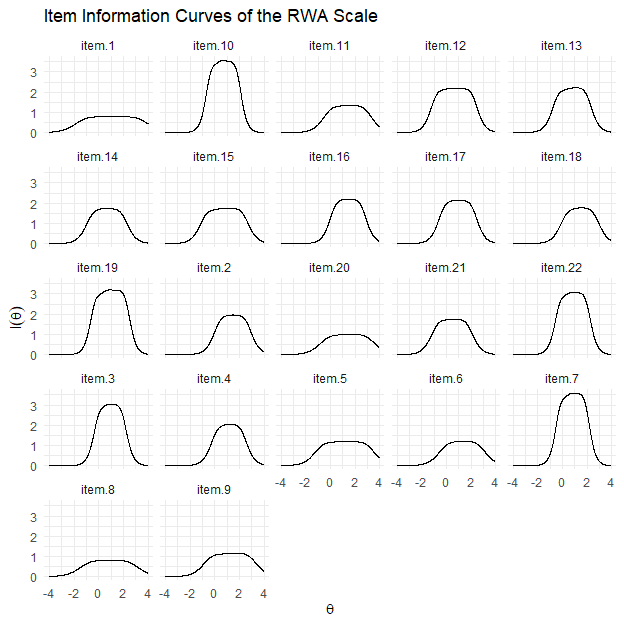 Item Information Curves of the RWA Scale
item.1 item.10 item.11 item.12 item.13
3
2
1
0
item.14 item.15 item.16 item.17 item.18
3
2
1
0
item.19 item.2 item.20 item.21 item.22
3
2
1
0
I(θ)
item.3 item.4 item.5 item.6 item.7
3
2
1
0
-4 -2 0 2 4 -4 -2 0 2 4 -4 -2 0 2 4
item.8 item.9
3
2
1
0
-4 -2 0 2 4 -4 -2 0 2 4
θ